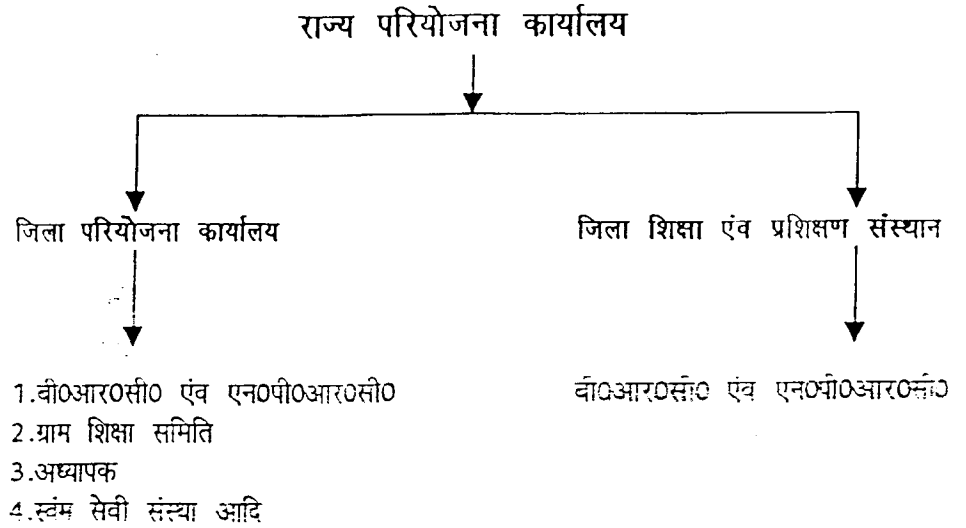 राज्य परियोजना कार्यालय
जिला परियोजना कार्यालय
जिला शिक्षा एंव प्रशिक्षण संस्थान
1.बी0आर0सी0 एंव एन0पी0आर0सी0
2.ग्राम शिक्षा समिति
3.अध्यापक
4.स्वंम सेवी संस्था आदि
बी0आर0सी0 एंव एन0पी0आर0सी0